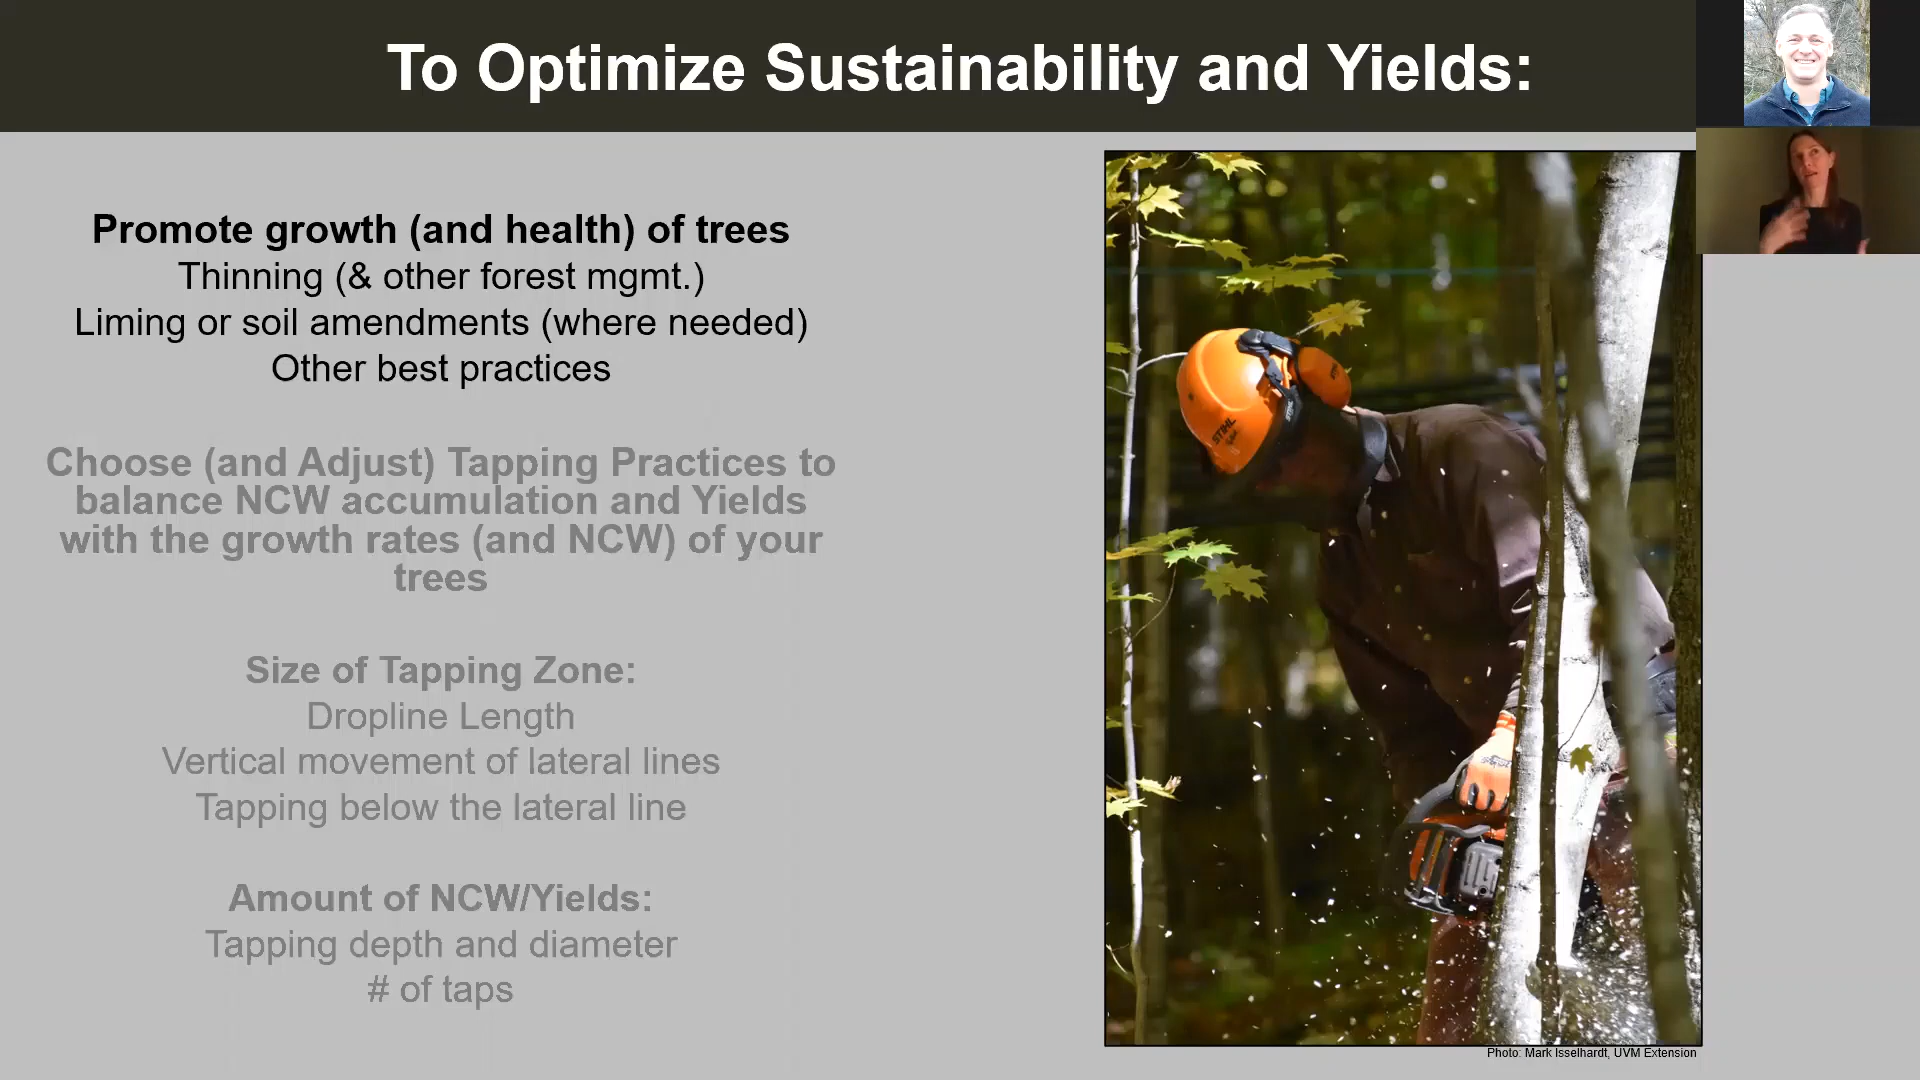 To Optimize Sustainability and Yields:
Promote growth (and health) of trees
Thinning (& other forest mgmt.)
Liming or soil amendments (where needed)
Other best practices
Choose (and Adjust) Tapping Practices to
balance NCW accumulation and Yields
with the growth rates (and NCW) of your
trees
Size of Tapping Zone:
Dropline Length
Vertical movement of lateral lines
Tapping below the lateral line
Amount of NCW/Yields:
Tapping depth and diameter
# of taps
STIHL
STIHL
Photo: Mark Isselhardt, UVM Extension